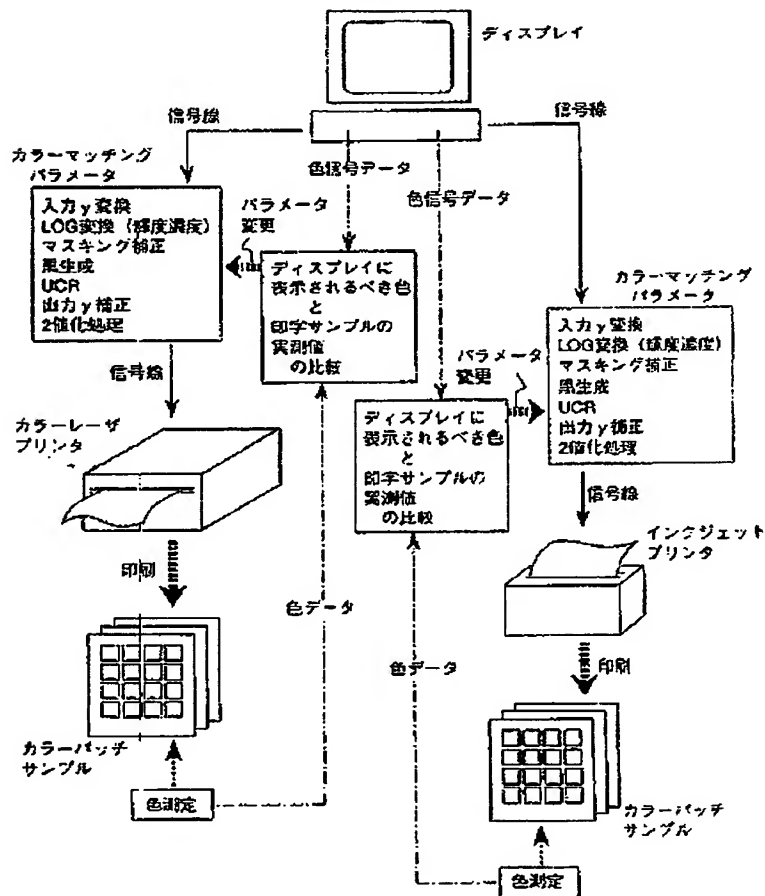 ディスプレイ
信号線
信号線
カラーマッチング
パラメータ
色信号データ
色信号データ
入力γ変換
LOG変換（輝度濃度）
マスキング補正
黒生成
UCR
出力γ補正
2値化処理
パラメータ
変更
ディスプレイに
表示されるべき色
と
印字サンプルの
実測値
の比較
カラーマッチング
パラメータ
入力γ変換
LOG変換（輝度濃度）
マスキング補正
黒生成
UCR
出力γ補正
2値化処理
パラメータ
変更
ディスプレイに
表示されるべき色
と
印字サンプルの
実測値
の比較
信号線
カラーレーザ
プリンタ
信号線
インクジェット
プリンタ
印刷
色データ
色データ
印刷
カラーパッチ
サンプル
色測定
カラーパッチ
サンプル
色測定